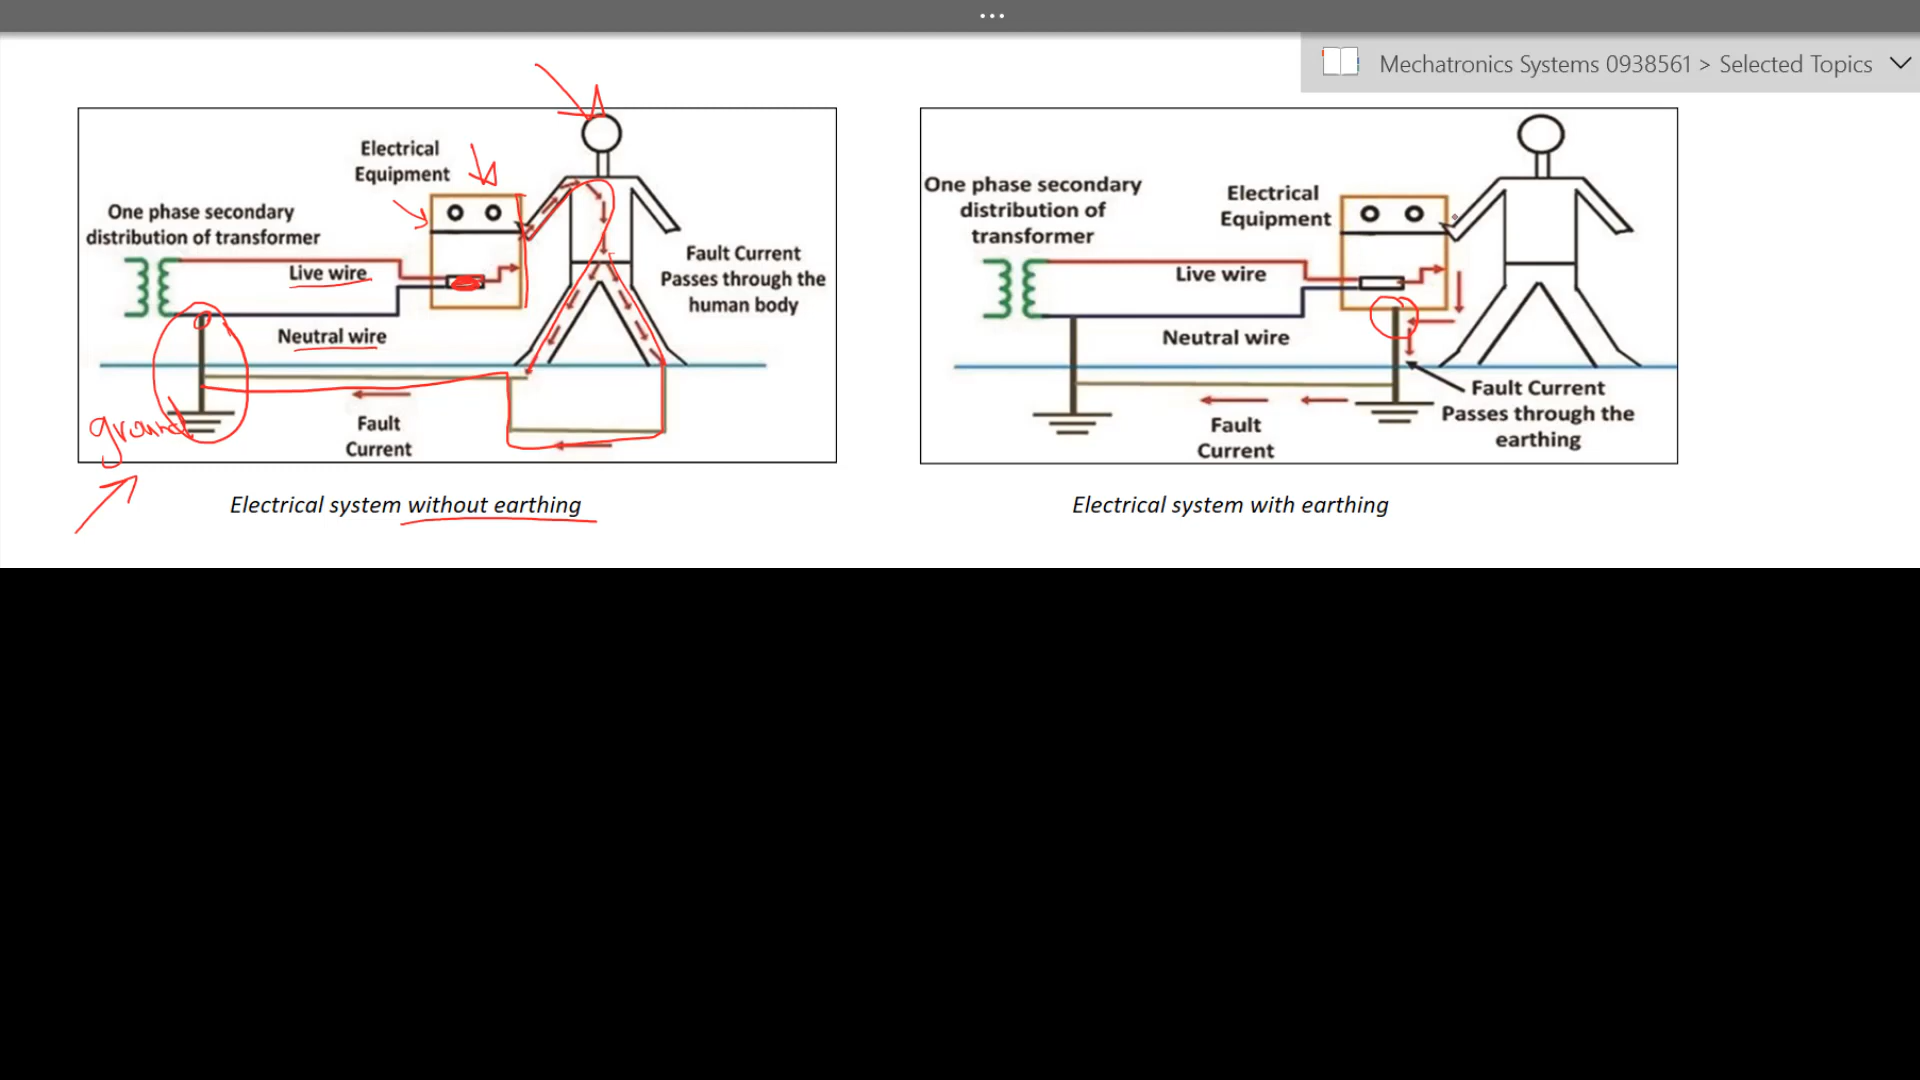 Mechatronics Systems 0938561 > Selected Topics
Electrical
Equipment
One phase secondary
distribution of transformer
Live wire
Neutral wire
Fault Current
Passes through the
human body
Fault
Current
ground
Electrical system without earthing
One phase secondary
distribution of
transformer
Electrical
Equipment
Live wire
Neutral wire
Fault Current
Passes through the
earthing
Fault
Current
Electrical system with earthing